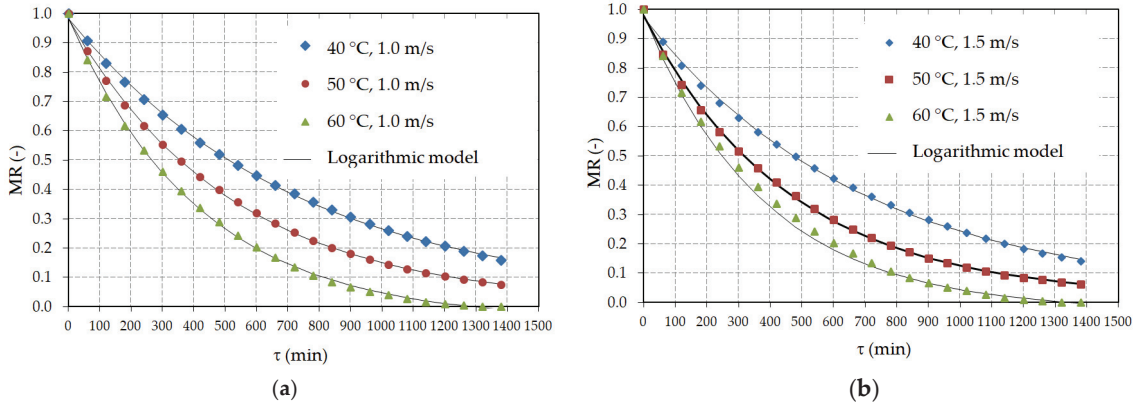 MR (-)
1.0
0.9
0.8
0.7
0.6
0.5
0.4
0.3
0.2
0.1
0.0
40 °C, 1.0 m/s
50 °C, 1.0 m/s
60 °C, 1.0 m/s
Logarithmic model
0 100 200 300 400 500 600 700 800 900 1000 1100 1200 1300 1400 1500
τ (min)
(a)
MR (-)
1.0
0.9
0.8
0.7
0.6
0.5
0.4
0.3
0.2
0.1
0.0
40 °C, 1.5 m/s
50 °C, 1.5 m/s
60 °C, 1.5 m/s
Logarithmic model
0 100 200 300 400 500 600 700 800 900 1000 1100 1200 1300 1400 1500
τ (min)
(b)